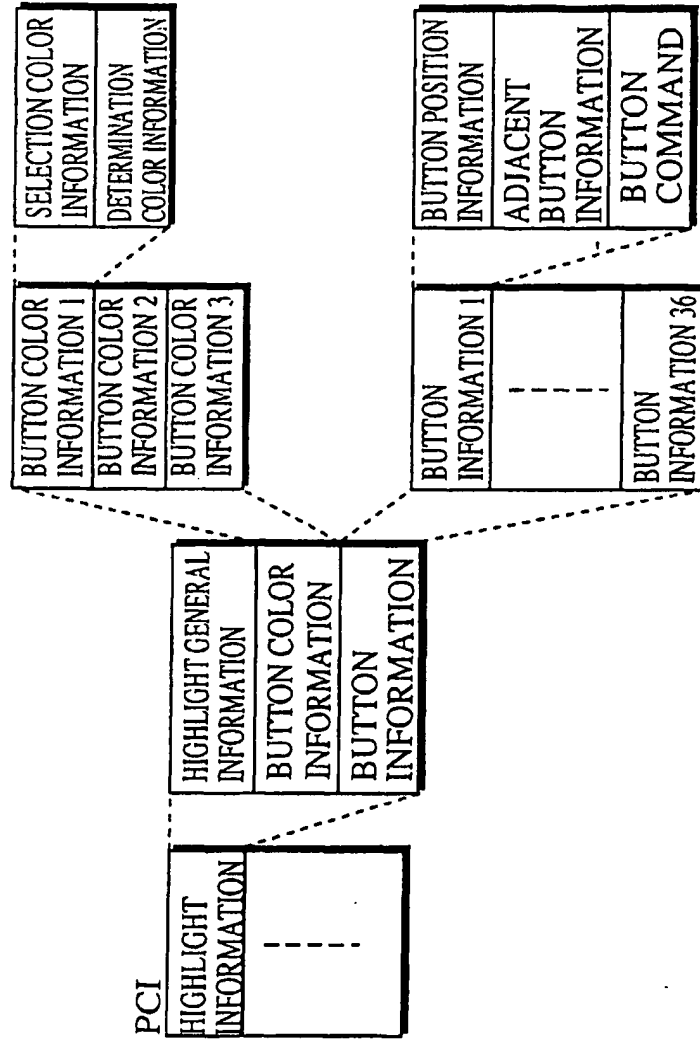 PCI
HIGHLIGHT
INFORMATION
HIGHLIGHT GENERAL
INFORMATION
BUTTON COLOR
INFORMATION
BUTTON
INFORMATION
BUTTON COLOR
INFORMATION 1
BUTTON COLOR
INFORMATION 2
BUTTON COLOR
INFORMATION 3
SELECTION COLOR
INFORMATION
DETERMINATION
COLOR INFORMATION
BUTTON
INFORMATION 1
BUTTON
INFORMATION 36
BUTTON POSITION
INFORMATION
ADJACENT
BUTTON
INFORMATION
BUTTON
COMMAND